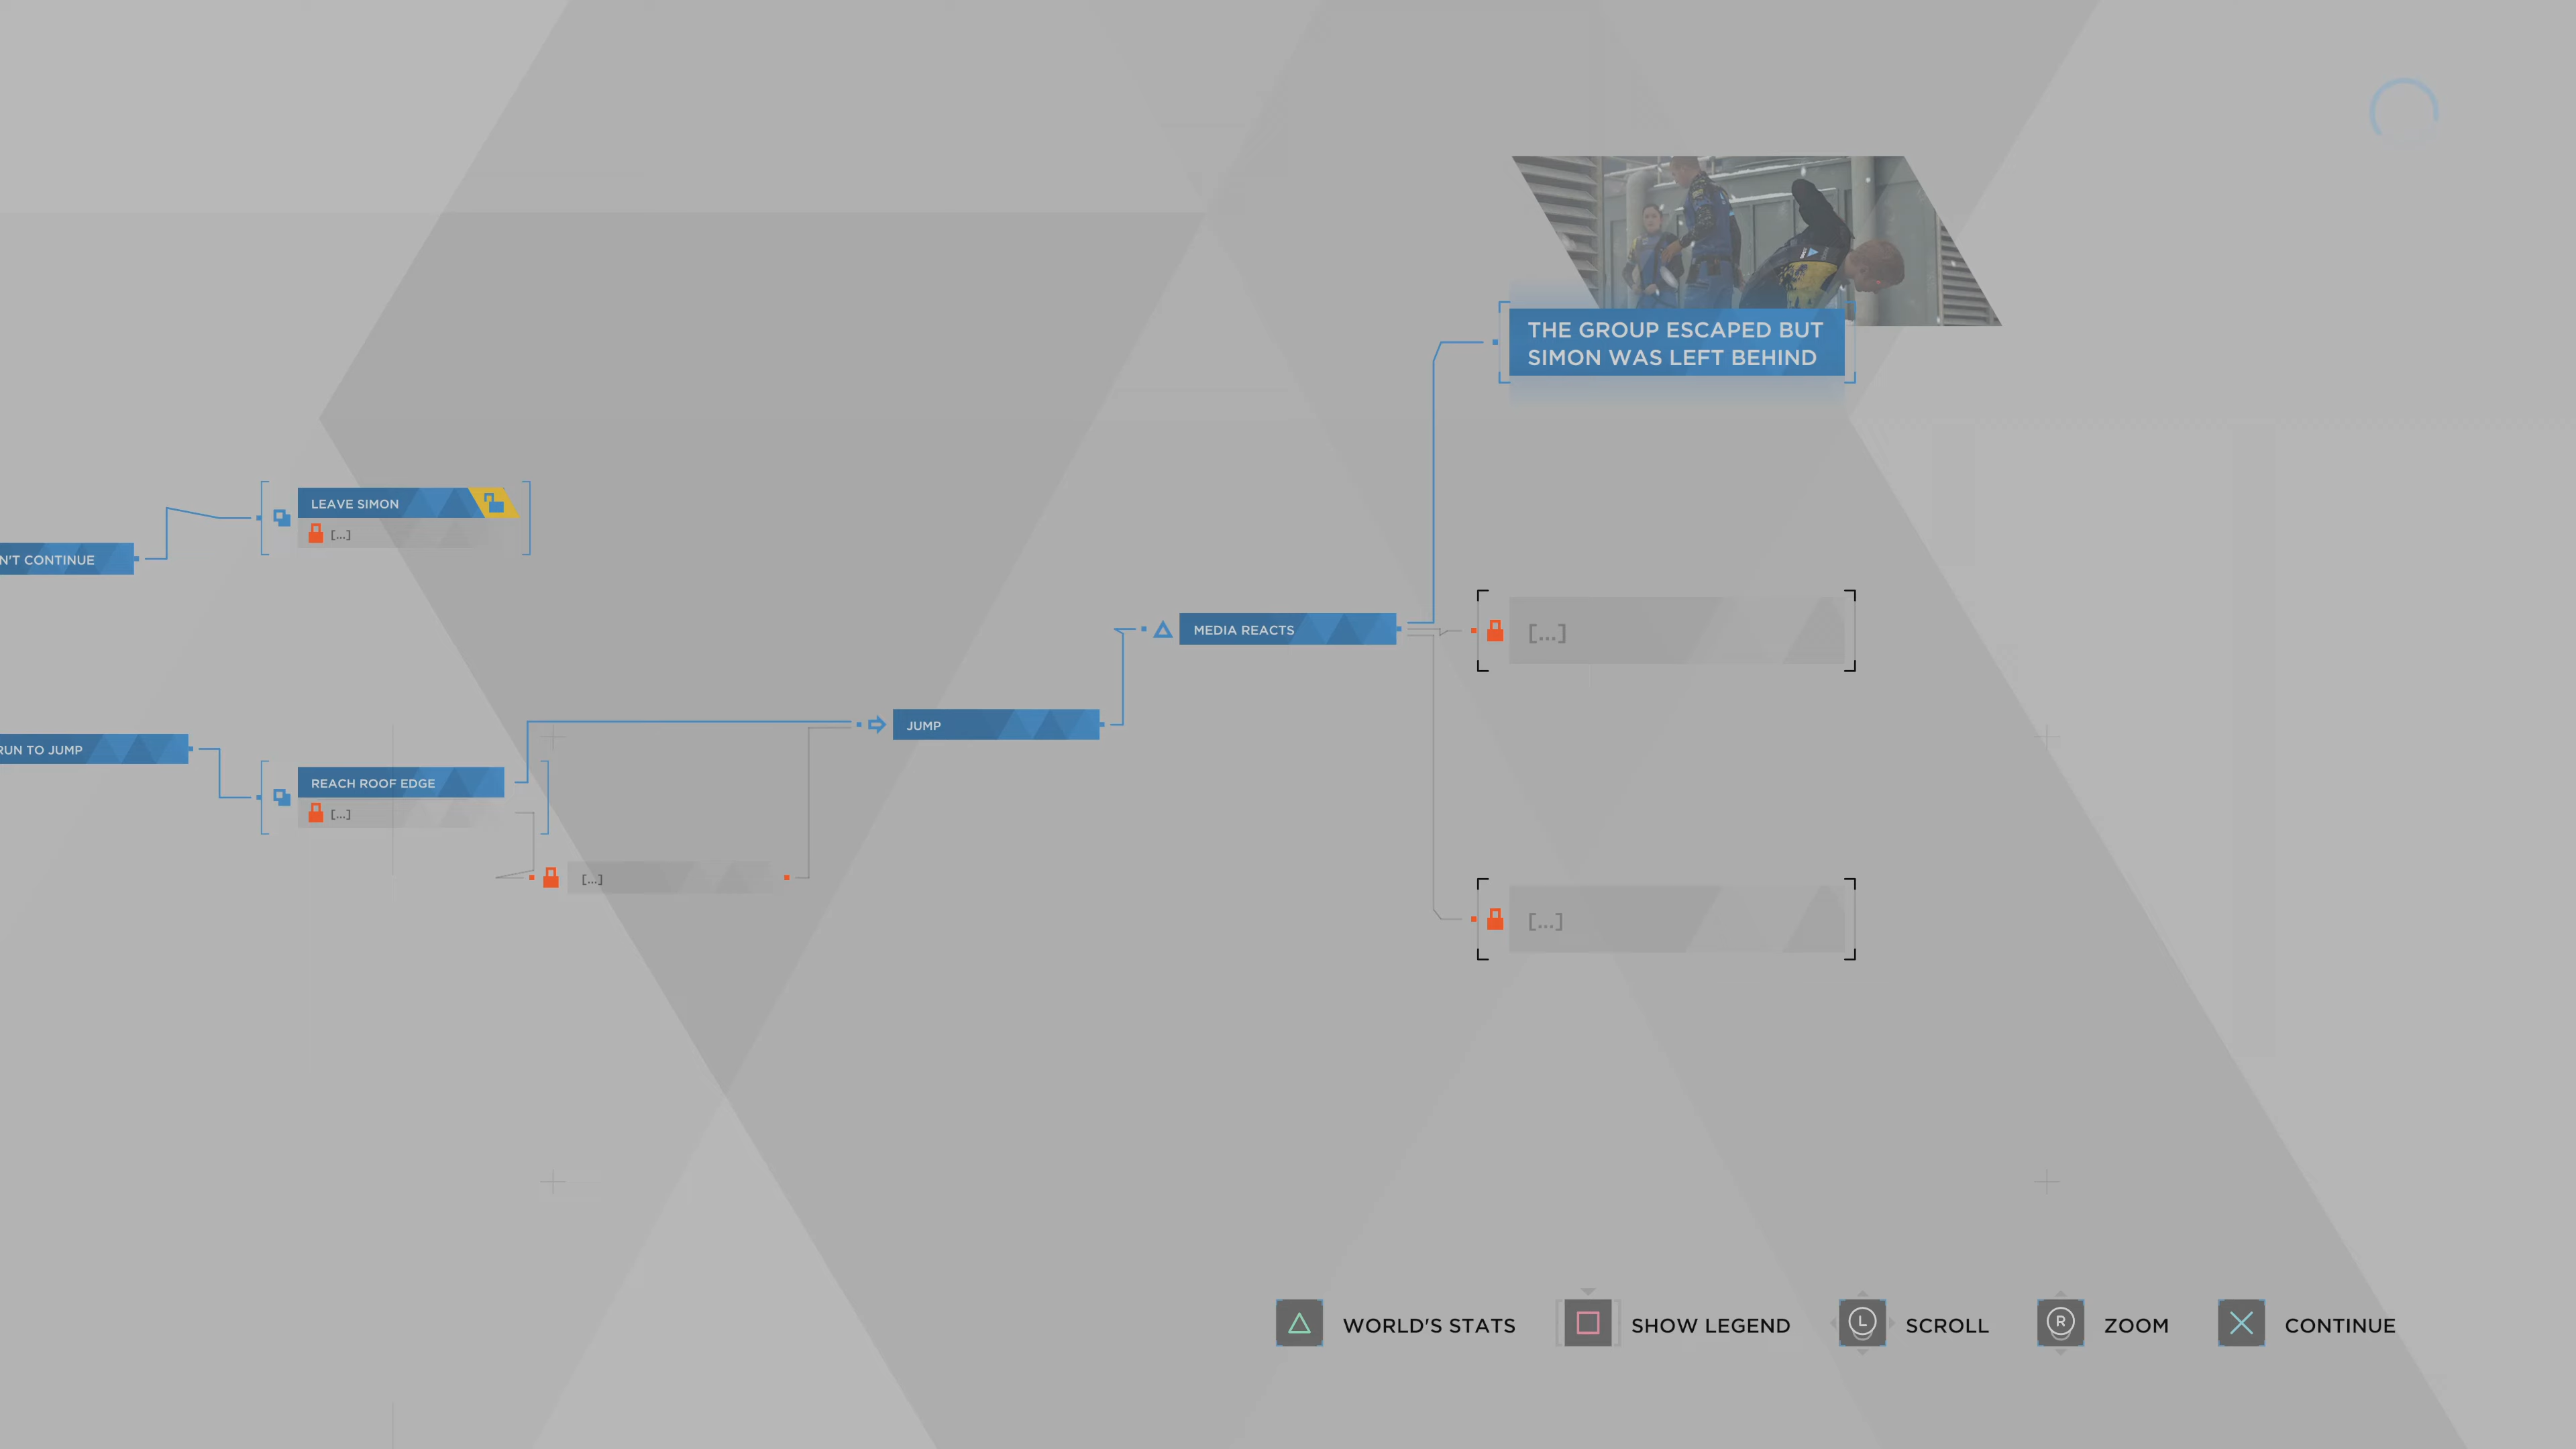 THE GROUP ESCAPED BUT
SIMON WAS LEFT BEHIND
LEAVE SIMON
[...]
N'T CONTINUE
[...]
MEDIA REACTS
JUMP
RUN TO JUMP
REACH ROOF EDGE
[...]
[...]
[...]
WORLD'S STATS
SHOW LEGEND
L
SCROLL
R
ZOOM
CONTINUE